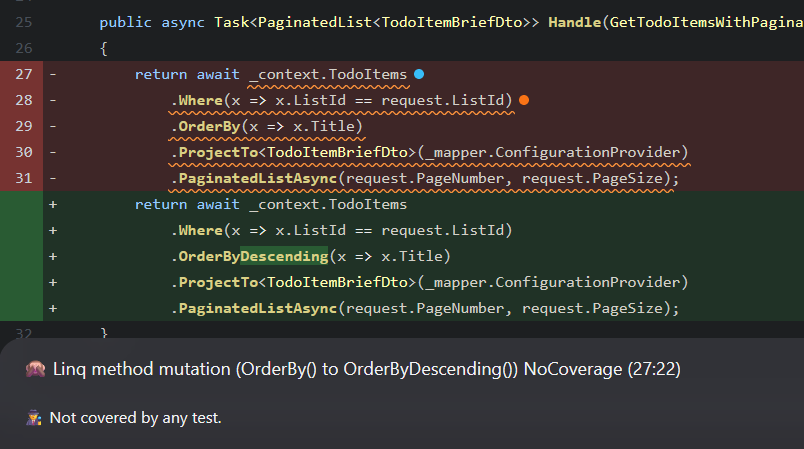 25 public async Task<PaginatedList<TodoItemBriefDto>> Handle(GetTodoItemsWithPagina
26 {
27 - return await _context.TodoItems
28 - .Where(x => x.ListId == request.ListId)
29 - .OrderBy(x => x.Title)
30 - .ProjectTo<TodoItemBriefDto>(_mapper.ConfigurationProvider)
31 - .PaginatedListAsync(request.PageNumber, request.PageSize);
+ return await _context.TodoItems
+ .Where(x => x.ListId == request.ListId)
+ .OrderByDescending(x => x.Title)
+ .ProjectTo<TodoItemBriefDto>(_mapper.ConfigurationProvider)
+ .PaginatedListAsync(request.PageNumber, request.PageSize);
32 }
Linq method mutation (OrderBy() to OrderByDescending()) NoCoverage (27:22)
Not covered by any test.